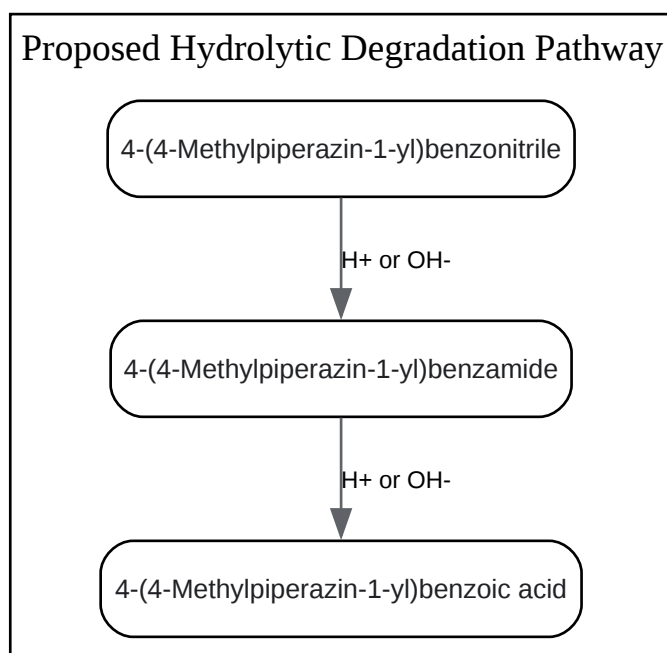 Proposed Hydrolytic Degradation Pathway
4-(4-Methylpiperazin-1-yl)benzonitrile
H+ or OH-
4-(4-Methylpiperazin-1-yl)benzamide
H+ or OH-
4-(4-Methylpiperazin-1-yl)benzoic acid